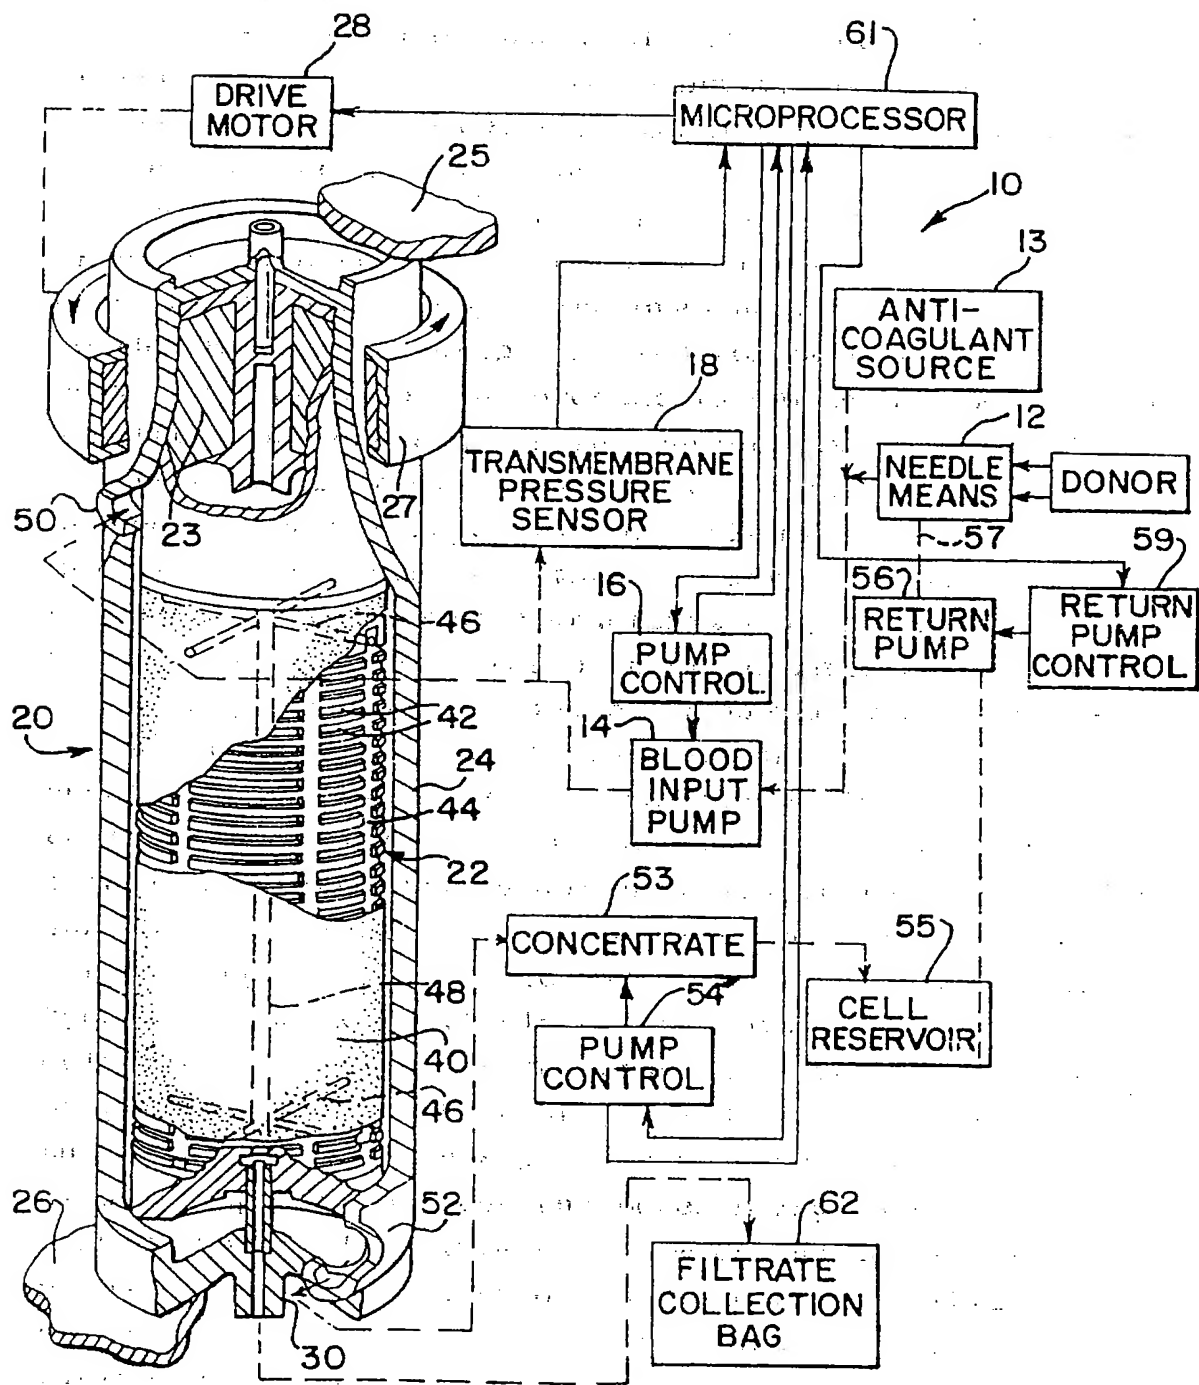 28
DRIVE
MOTOR
61
MICROPROCESSOR
25
10
13
ANTI-
COAGULANT
SOURCE
18
TRANSMEMBRANE
PRESSURE
SENSOR
12
NEEDLE
MEANS
DONOR
50
23
27
57
59
56
RETURN
PUMP
RETURN
PUMP
CONTROL
16
PUMP
CONTROL
46
20
42
14
BLOOD
INPUT
PUMP
24
44
22
53
CONCENTRATE
55
CELL
RESERVOIR
48
54
PUMP
CONTROL
40
46
26
52
62
FILTRATE
COLLECTION
BAG
30